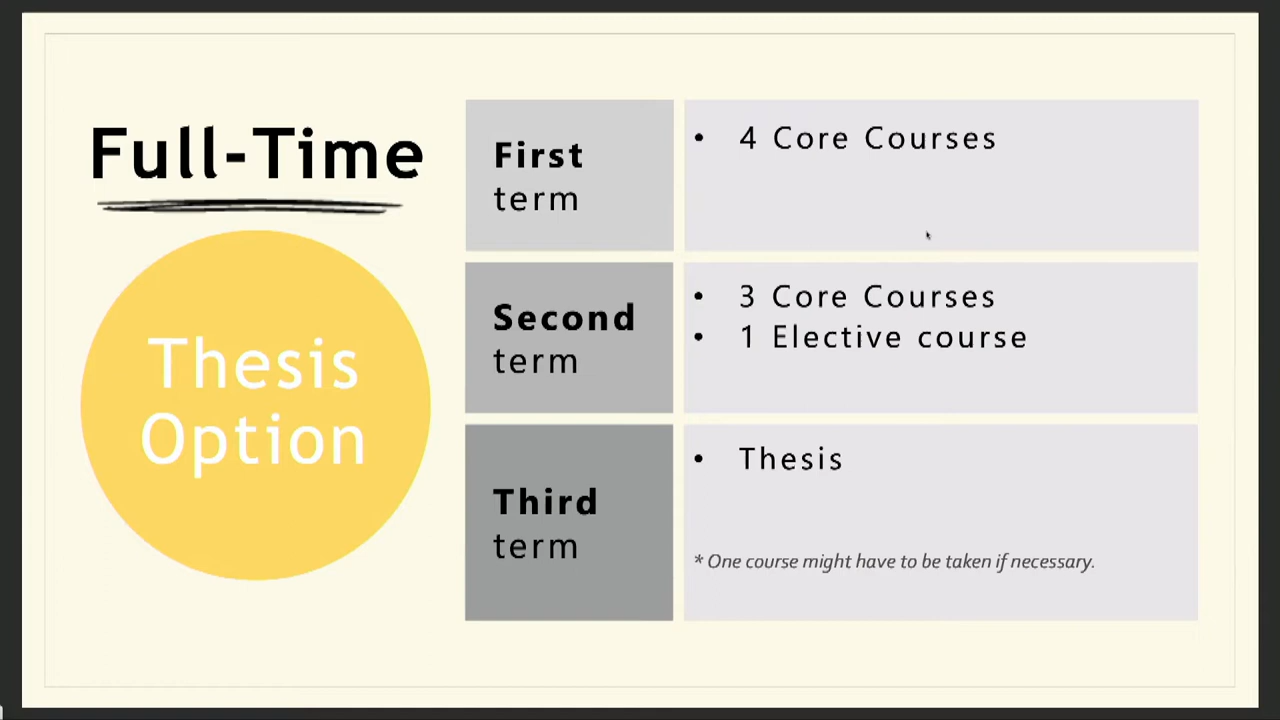 Full-Time
Thesis
Option
First
term
• 4 Core Courses
Second
term
• 3 Core Courses
• 1 Elective course
Third
term
• Thesis
* One course might have to be taken if necessary.